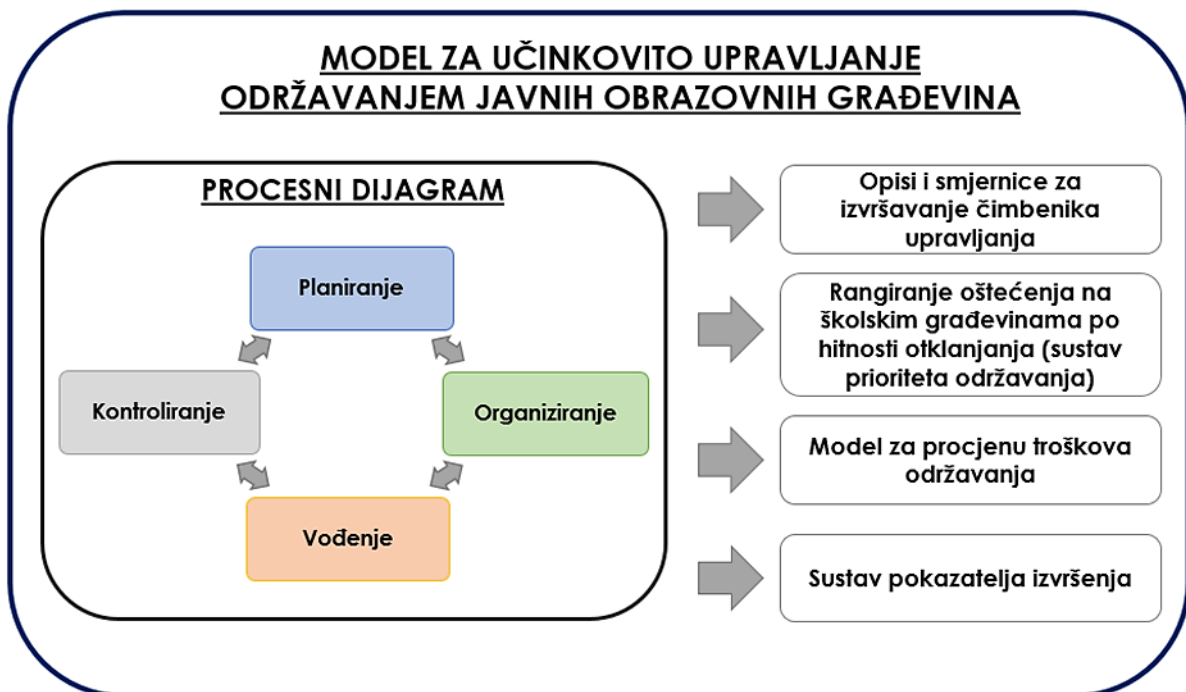 MODEL ZA UČINKOVITO UPRAVLJANJE
ODRŽAVANJEM JAVNIH OBRAZOVNIH GRAĐEVINA
PROCESNI DIJAGRAM
Planiranje
Kontroliranje
Organiziranje
Vođenje
Opisi i smjernice za
izvršavanje čimbenika
upravljanja
Rangiranje oštećenja na
školskim građevinama po
hitnosti otklanjanja (sustav
prioriteta održavanja)
Model za procjenu troškova
održavanja
Sustav pokazatelja izvršenja